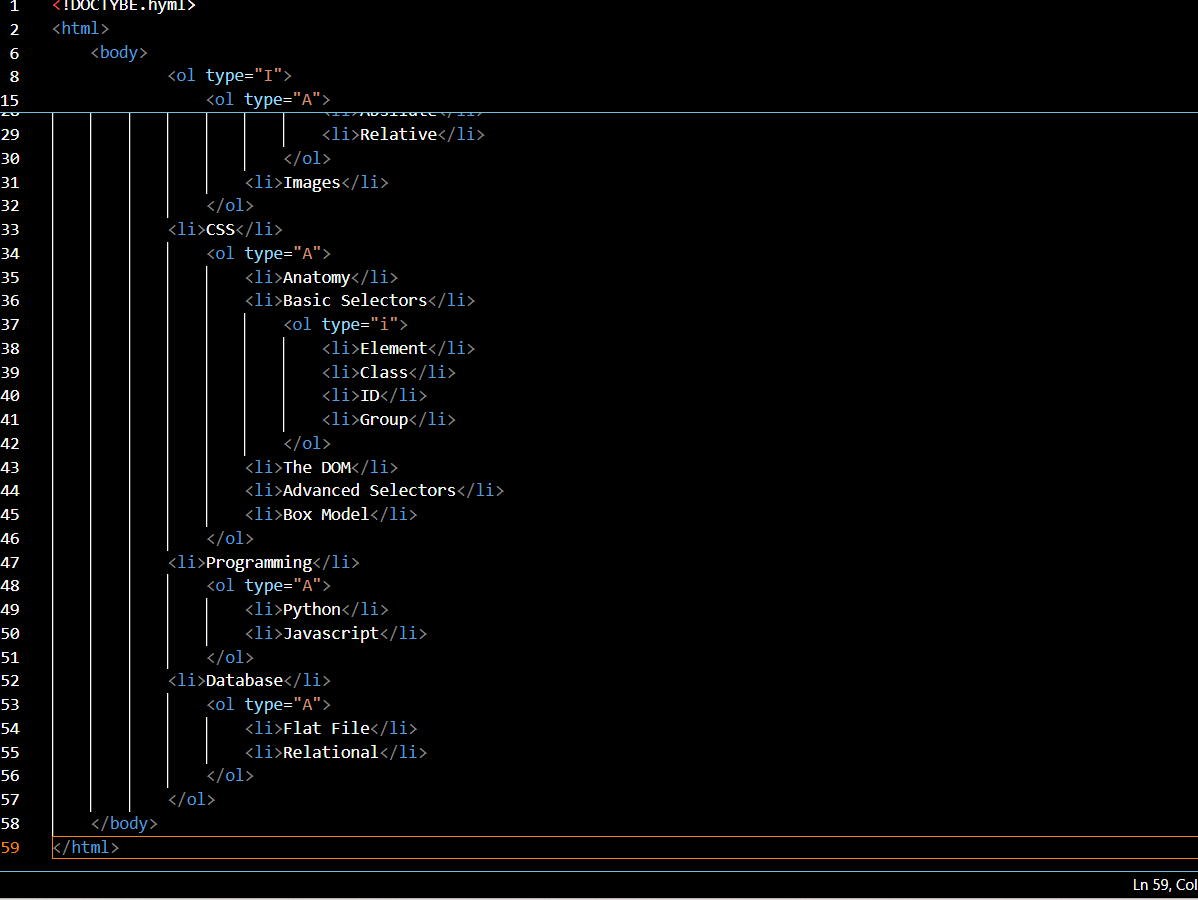 1 <!DOCTYBE.hyml>
2 <html>
6 <body>
8 <ol type="I">
15 <ol type="A">
29 <li>Relative</li>
30 </ol>
31 <li>Images</li>
32 </ol>
33 <li>CSS</li>
34 <ol type="A">
35 <li>Anatomy</li>
36 <li>Basic Selectors</li>
37 <ol type="i">
38 <li>Element</li>
39 <li>Class</li>
40 <li>ID</li>
41 <li>Group</li>
42 </ol>
43 <li>The DOM</li>
44 <li>Advanced Selectors</li>
45 <li>Box Model</li>
46 </ol>
47 <li>Programming</li>
48 <ol type="A">
49 <li>Python</li>
50 <li>Javascript</li>
51 </ol>
52 <li>Database</li>
53 <ol type="A">
54 <li>Flat File</li>
55 <li>Relational</li>
56 </ol>
57 </ol>
58 </body>
59 </html>
Ln 59, Col